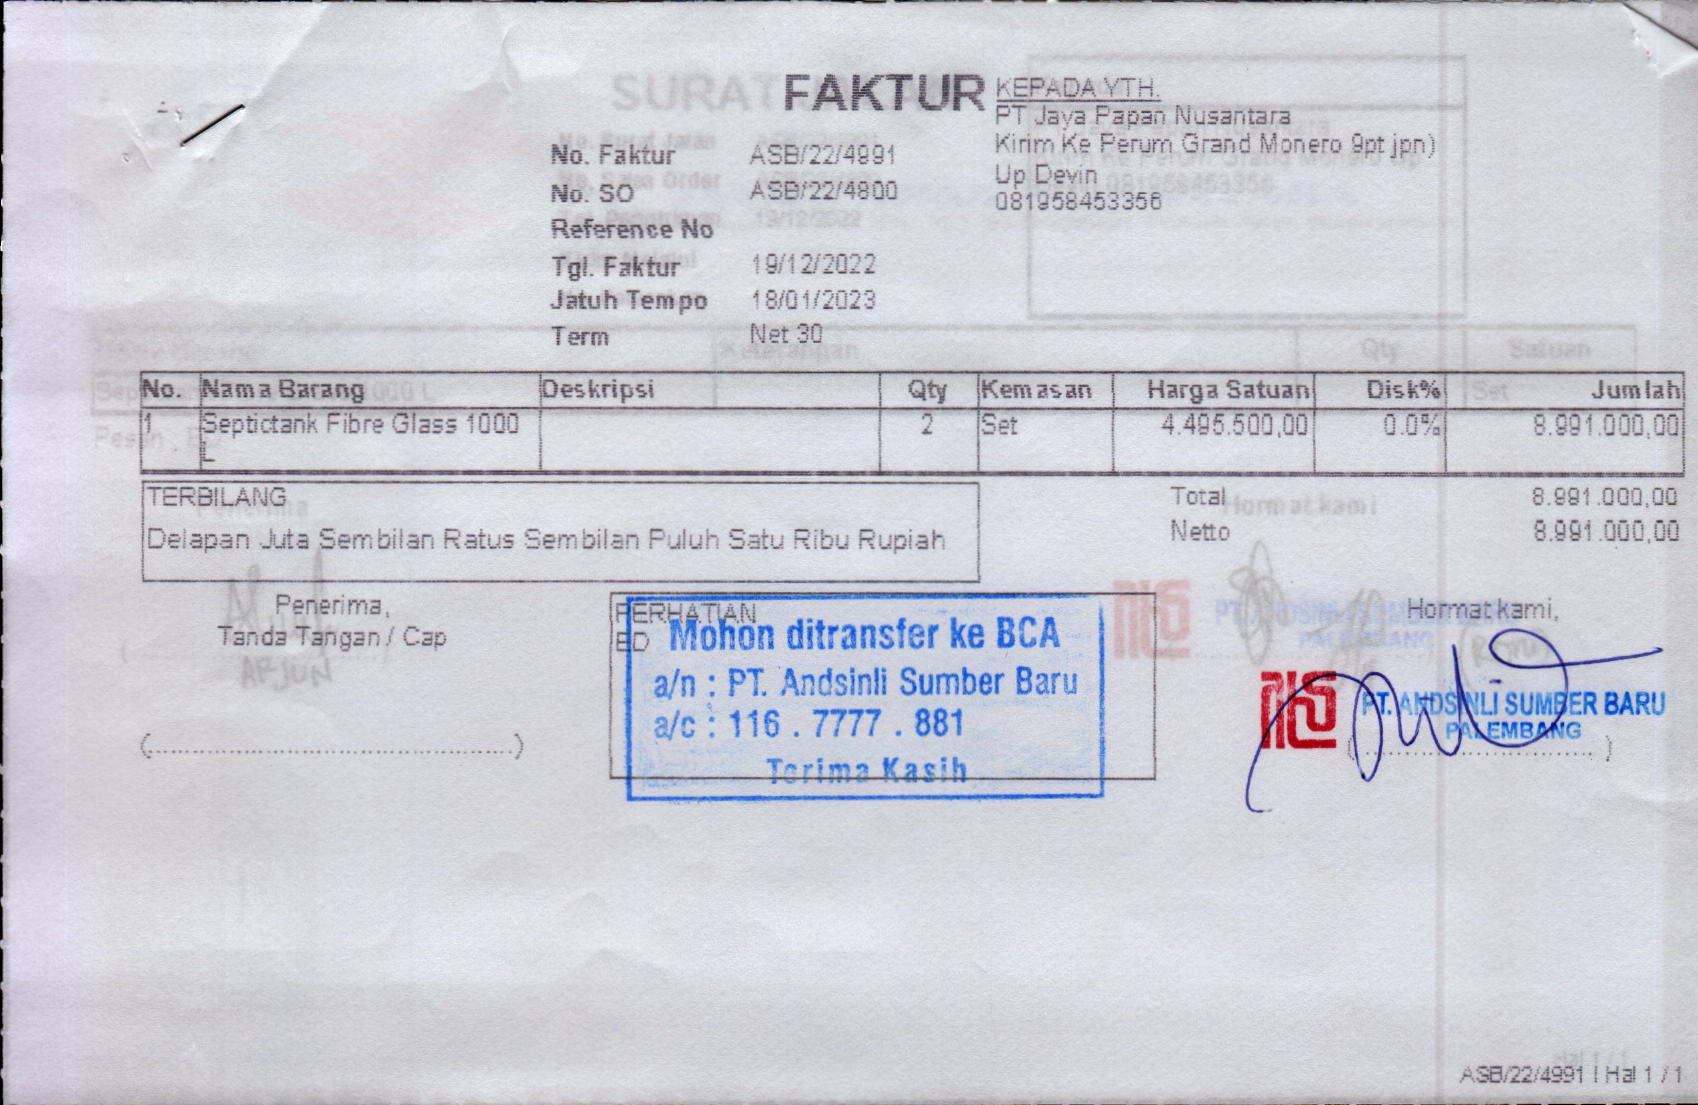 FAKTUR
KEPADA YTH.
PT Jaya Papan Nusantara
Kirim Ke Perum Grand Monero 9pt jpn)
Up Devin
081958453356
No. Faktur ASB/22/4991
No. SO ASB/22/4800
Reference No
Tgl. Faktur 19/12/2022
Jatuh Tempo 18/01/2023
Term Net 30
No. Nama Barang Deskripsi Qty Kemasan Harga Satuan Disk% Jumlah
1 Septictank Fibre Glass 1000 2 Set 4.495.500,00 0.0% 8.991.000,00
L
TERBILANG
Delapan Juta Sembilan Ratus Sembilan Puluh Satu Ribu Rupiah
Total 8.991.000,00
Netto 8.991.000,00
Penerima,
Tanda Tangan / Cap
(....................................................)
PERHATIAN
ED
Mohon ditransfer ke BCA
a/n : PT. Andsinli Sumber Baru
a/c : 116 . 7777 . 881
Terima Kasih
Hormat kami,
PT. ANDSINLI SUMBER BARU
PALEMBANG
ARJUN
ASB/22/4991 | Hal 1 / 1